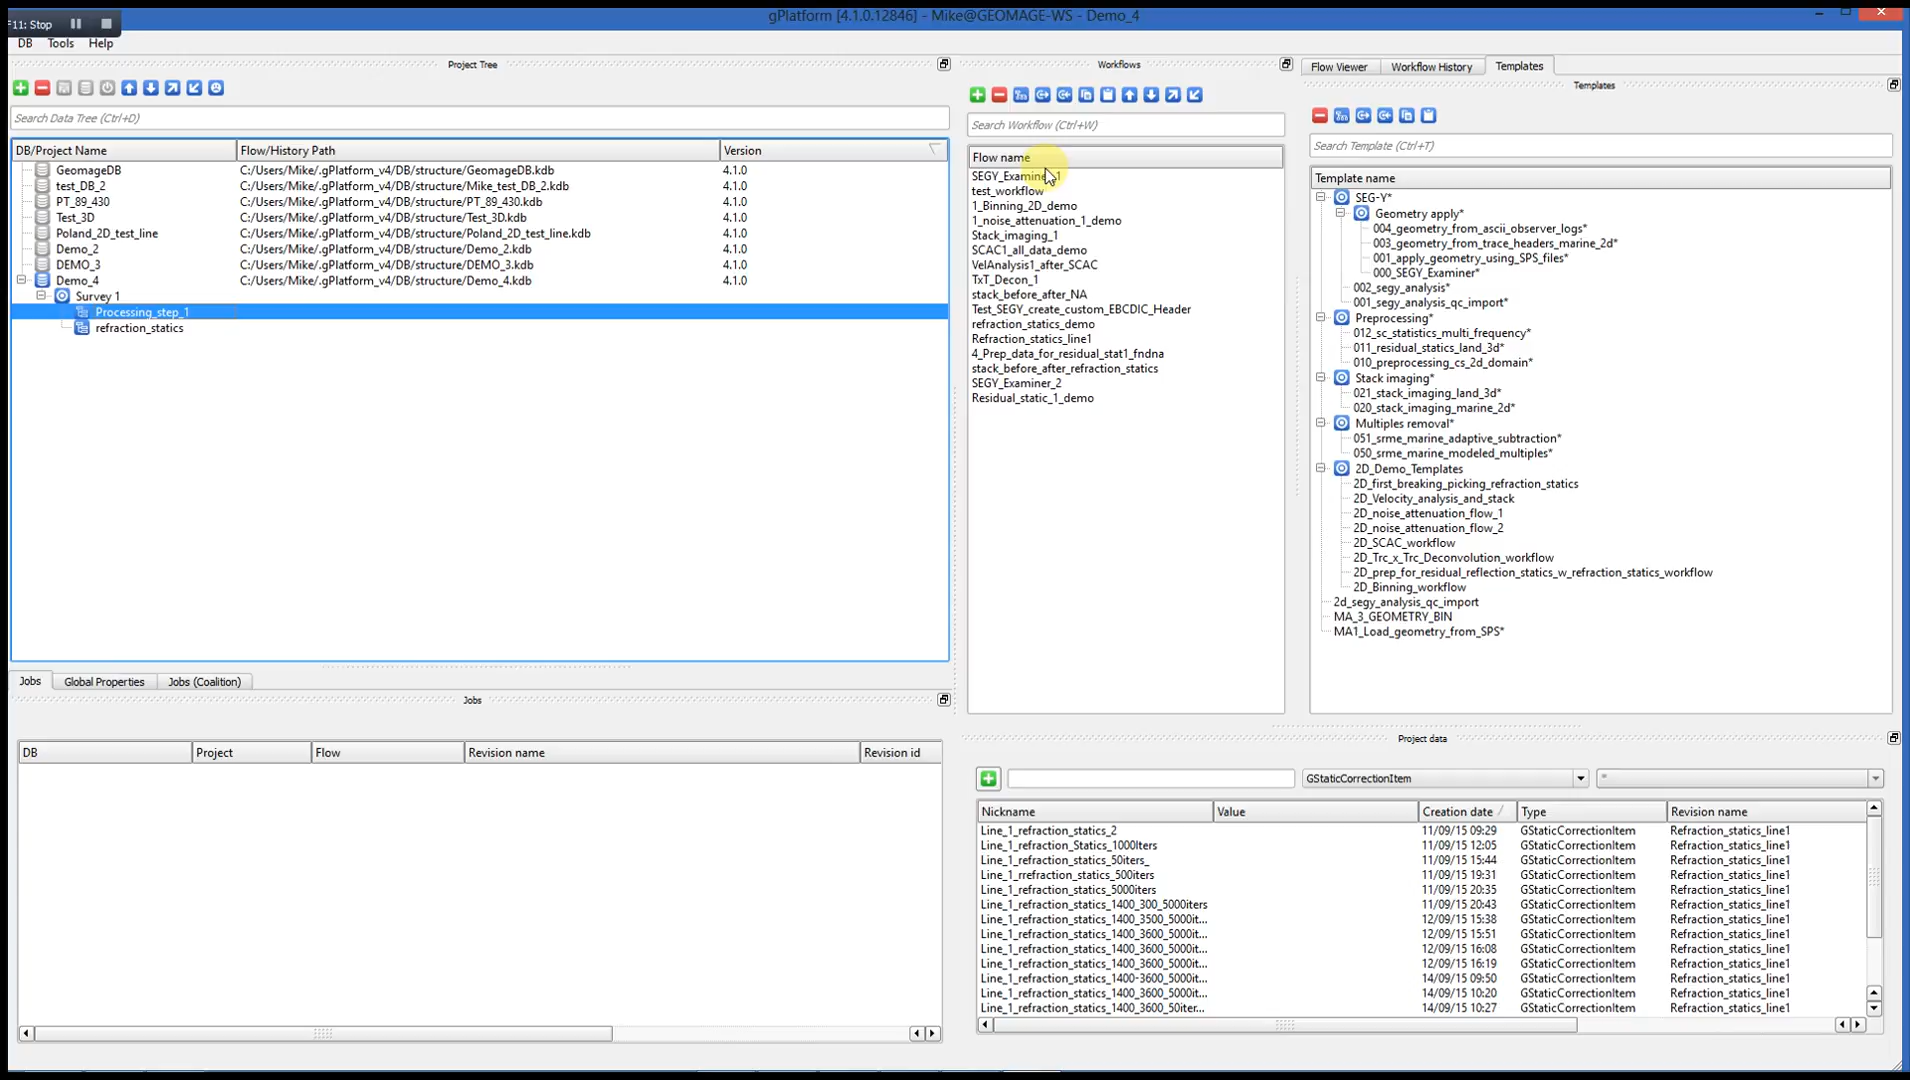 F11: Stop
gPlatform [4.1.0.12846] - Mike@GEOMAGE-WS - Demo_4
DB Tools Help
Project Tree
Search Data Tree (Ctrl+D)
DB/Project Name Flow/History Path Version
GeomageDB C:/Users/Mike/.gPlatform_v4/DB/structure/GeomageDB.kdb 4.1.0
test_DB_2 C:/Users/Mike/.gPlatform_v4/DB/structure/Mike_test_DB_2.kdb 4.1.0
PT_89_430 C:/Users/Mike/.gPlatform_v4/DB/structure/PT_89_430.kdb 4.1.0
Test_3D C:/Users/Mike/.gPlatform_v4/DB/structure/Test_3D.kdb 4.1.0
Poland_2D_test_line C:/Users/Mike/.gPlatform_v4/DB/structure/Poland_2D_test_line.kdb 4.1.0
Demo_2 C:/Users/Mike/.gPlatform_v4/DB/structure/Demo_2.kdb 4.1.0
DEMO_3 C:/Users/Mike/.gPlatform_v4/DB/structure/DEMO_3.kdb 4.1.0
Demo_4 C:/Users/Mike/.gPlatform_v4/DB/structure/Demo_4.kdb 4.1.0
Survey 1
Processing_step_1
refraction_statics
Workflows
Search Workflow (Ctrl+W)
Flow name
SEGY_Examiner_1
test_workflow
1_Binning_2D_demo
1_noise_attenuation_1_demo
Stack_imaging_1
SCAC1_all_data_demo
VelAnalysis1_after_SCAC
TxT_Decon_1
stack_before_after_NA
Test_SEGY_create_custom_EBCDIC_Header
refraction_statics_demo
Refraction_statics_line1
4_Prep_data_for_residual_stat1_fndna
stack_before_after_refraction_statics
SEGY_Examiner_2
Residual_static_1_demo
Flow Viewer Workflow History Templates
Templates
Search Template (Ctrl+T)
Template name
SEG-Y*
Geometry apply*
004_geometry_from_ascii_observer_logs*
003_geometry_from_trace_headers_marine_2d*
001_apply_geometry_using_SPS_files*
000_SEGY_Examiner*
002_segy_analysis*
001_segy_analysis_qc_import*
Preprocessing*
012_sc_statistics_multi_frequency*
011_residual_statics_land_3d*
010_preprocessing_cs_2d_domain*
Stack imaging*
021_stack_imaging_land_3d*
020_stack_imaging_marine_2d*
Multiples removal*
051_srme_marine_adaptive_subtraction*
050_srme_marine_modeled_multiples*
2D_Demo_Templates
2D_first_breaking_picking_refraction_statics
2D_Velocity_analysis_and_stack
2D_noise_attenuation_flow_1
2D_noise_attenuation_flow_2
2D_SCAC_workflow
2D_Trc_x_Trc_Deconvolution_workflow
2D_prep_for_residual_reflection_statics_w_refraction_statics_workflow
2D_Binning_workflow
2d_segy_analysis_qc_import
MA_3_GEOMETRY_BIN
MA1_Load_geometry_from_SPS*
Jobs Global Properties Jobs (Coalition)
Jobs
DB Project Flow Revision name Revision id
Project data
GStaticCorrectionItem *
Nickname Value Creation date Type Revision name
Line_1_refraction_statics_2 11/09/15 09:29 GStaticCorrectionItem Refraction_statics_line1
Line_1_refraction_Statics_1000Iters 11/09/15 12:05 GStaticCorrectionItem Refraction_statics_line1
Line_1_refraction_statics_50iters_ 11/09/15 15:44 GStaticCorrectionItem Refraction_statics_line1
Line_1_rrefraction_statics_500iters 11/09/15 19:31 GStaticCorrectionItem Refraction_statics_line1
Line_1_refraction_statics_5000iters 11/09/15 20:35 GStaticCorrectionItem Refraction_statics_line1
Line_1_refraction_statics_1400_300_5000iters 11/09/15 20:43 GStaticCorrectionItem Refraction_statics_line1
Line_1_refraction_statics_1400_3500_5000it... 12/09/15 15:38 GStaticCorrectionItem Refraction_statics_line1
Line_1_refraction_statics_1400_3600_5000it... 12/09/15 15:51 GStaticCorrectionItem Refraction_statics_line1
Line_1_refraction_statics_1400_3600_5000it... 12/09/15 16:08 GStaticCorrectionItem Refraction_statics_line1
Line_1_refraction_statics_1400_3600_5000it... 12/09/15 16:19 GStaticCorrectionItem Refraction_statics_line1
Line_1_refraction_statics_1400-3600_5000it... 14/09/15 09:50 GStaticCorrectionItem Refraction_statics_line1
Line_1_refraction_statics_1400_3600_5000it... 14/09/15 10:20 GStaticCorrectionItem Refraction_statics_line1
Line_1_refraction_statics_1400_3600_50iter... 14/09/15 10:27 GStaticCorrectionItem Refraction_statics_line1